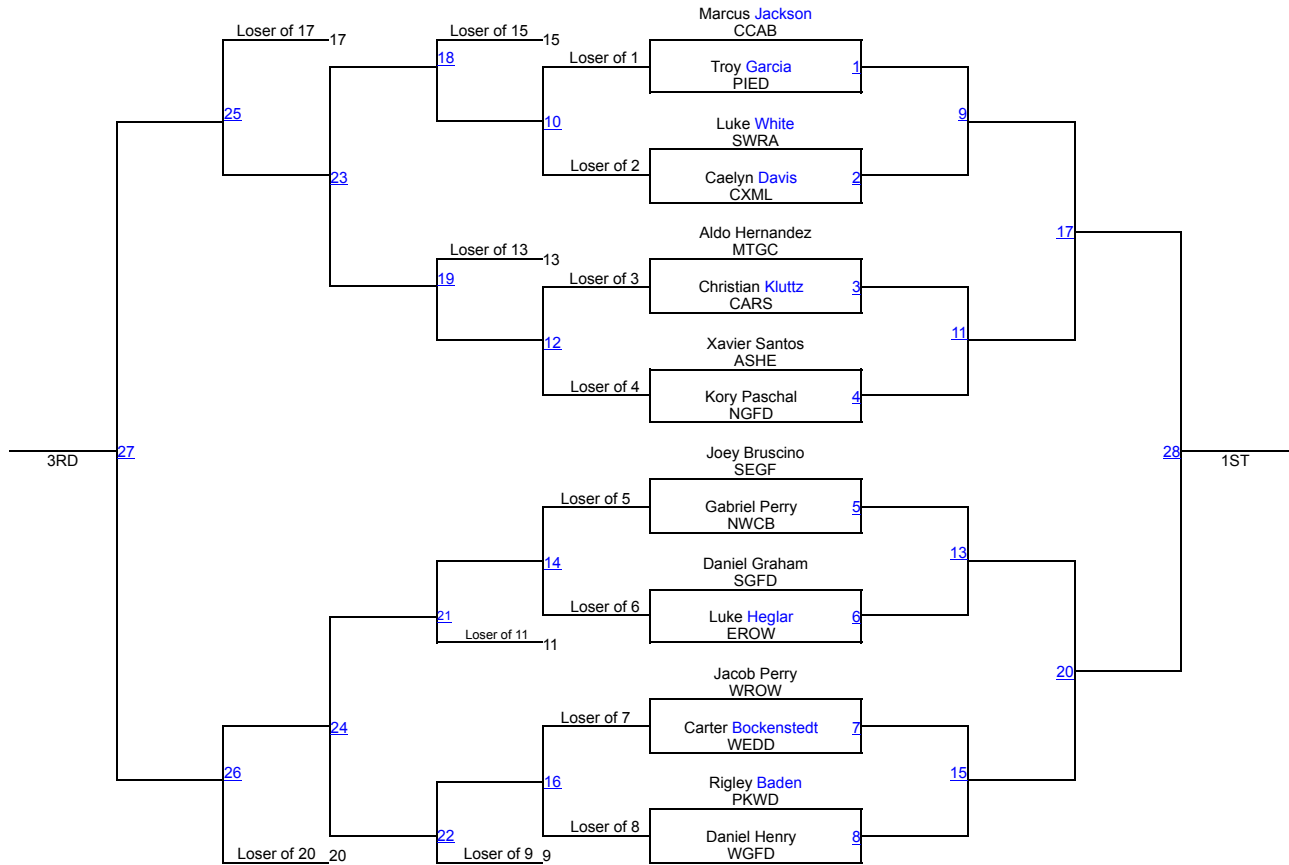 Marcus Jackson
Loser of 17 17 Loser of 15 15 CCAB
18 Loser of 1 Troy Garcia 1
PIED
25 10 Luke White 9
SWRA
23 Loser of 2 Caelyn Davis 2
CXML
Aldo Hernandez 17
Loser of 13 13 MTGC
19 Loser of 3 Christian Kluttz 3
CARS
12 Xavier Santos 11
ASHE
Loser of 4 Kory Paschal 4
NGFD
3RD 27 Joey Bruscino 28 1ST
SEGF
Loser of 5 Gabriel Perry 5
NWCB
14 Daniel Graham 13
SGFD
21 Loser of 6 Luke Heglar 6
Loser of 11 11 EROW
Jacob Perry 20
WROW
24 Loser of 7 Carter Bockenstedt 7
WEDD
26 16 Rigley Baden 15
PKWD
22 Loser of 8 Daniel Henry 8
Loser of 20 20 Loser of 9 9 WGFD